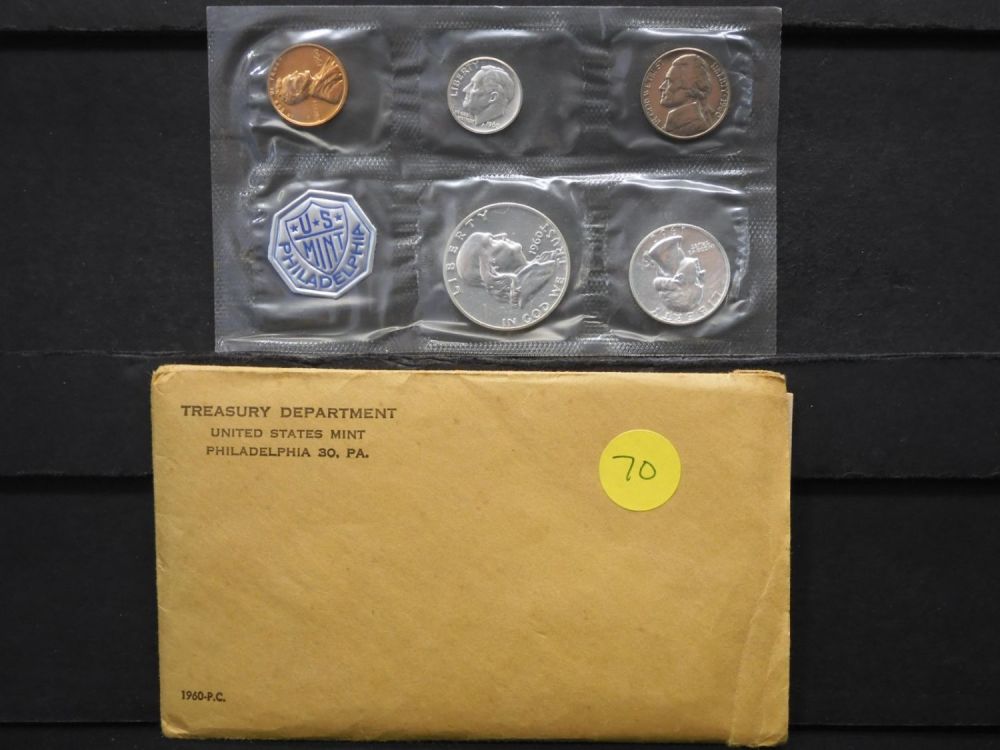 LIBERTY
LIBERTY
U★S
MINT
PHILADELPHIA
LIBERTY
1960
IN GOD WE TRUST
LIBERTY
TREASURY DEPARTMENT
UNITED STATES MINT
PHILADELPHIA 30, PA.
70
1960-P.C.